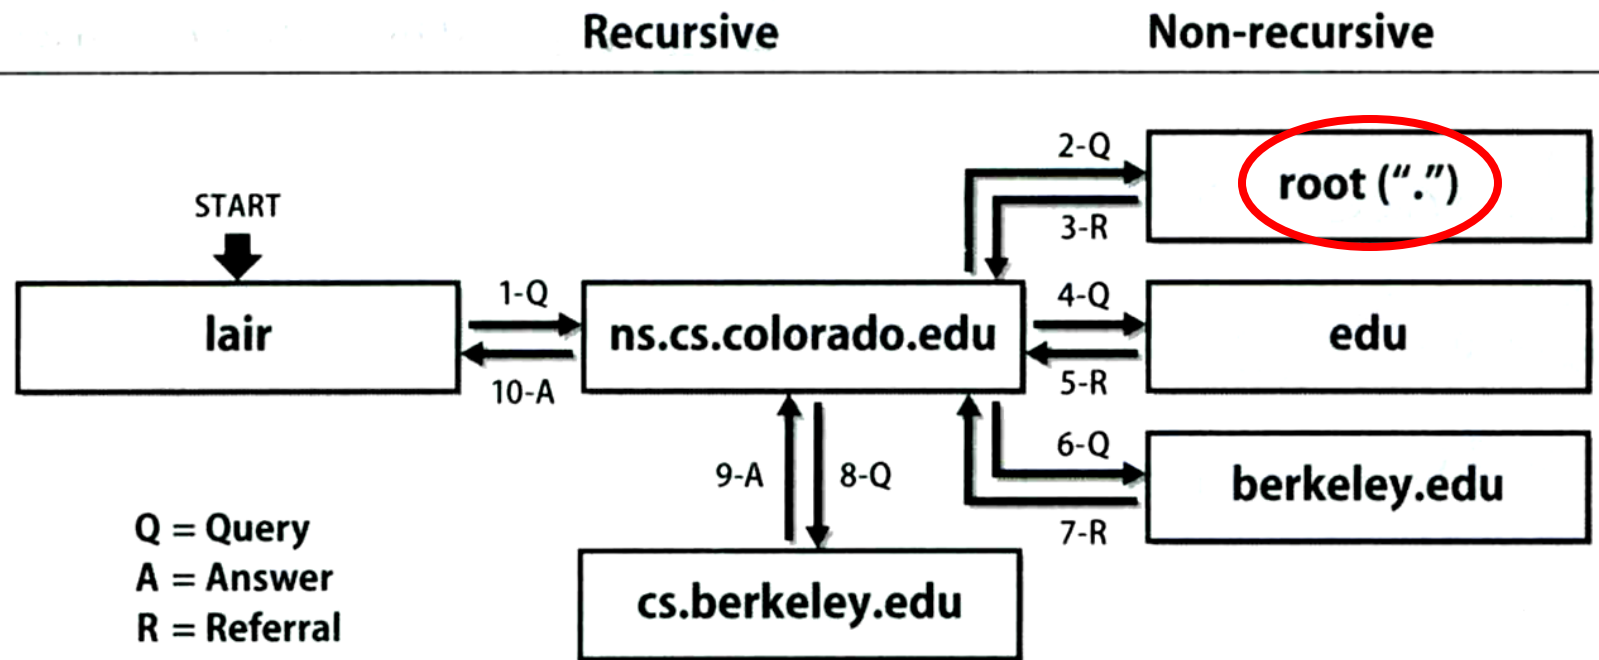 Recursive
Non-recursive
2-Q
root (“.”)
START
3-R
1-Q
4-Q
lair
ns.cs.colorado.edu
edu
10-A
5-R
6-Q
9-A
8-Q
berkeley.edu
7-R
Q = Query
A = Answer
R = Referral
cs.berkeley.edu